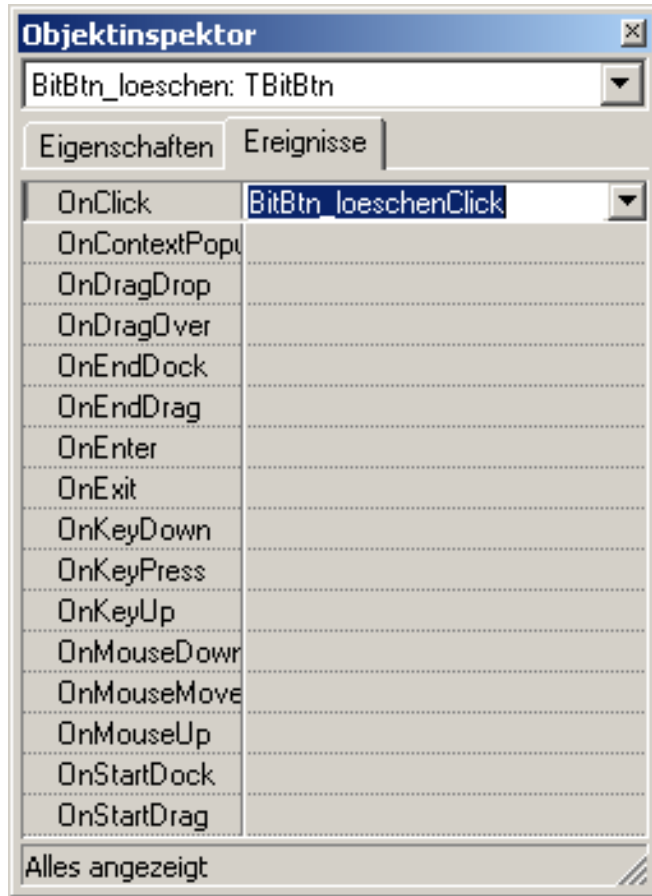 Objektinspektor
BitBtn_loeschen: TBitBtn
Eigenschaften Ereignisse
OnClick BitBtn_loeschenClick
OnContextPopu
OnDragDrop
OnDragOver
OnEndDock
OnEndDrag
OnEnter
OnExit
OnKeyDown
OnKeyPress
OnKeyUp
OnMouseDown
OnMouseMove
OnMouseUp
OnStartDock
OnStartDrag
Alles angezeigt